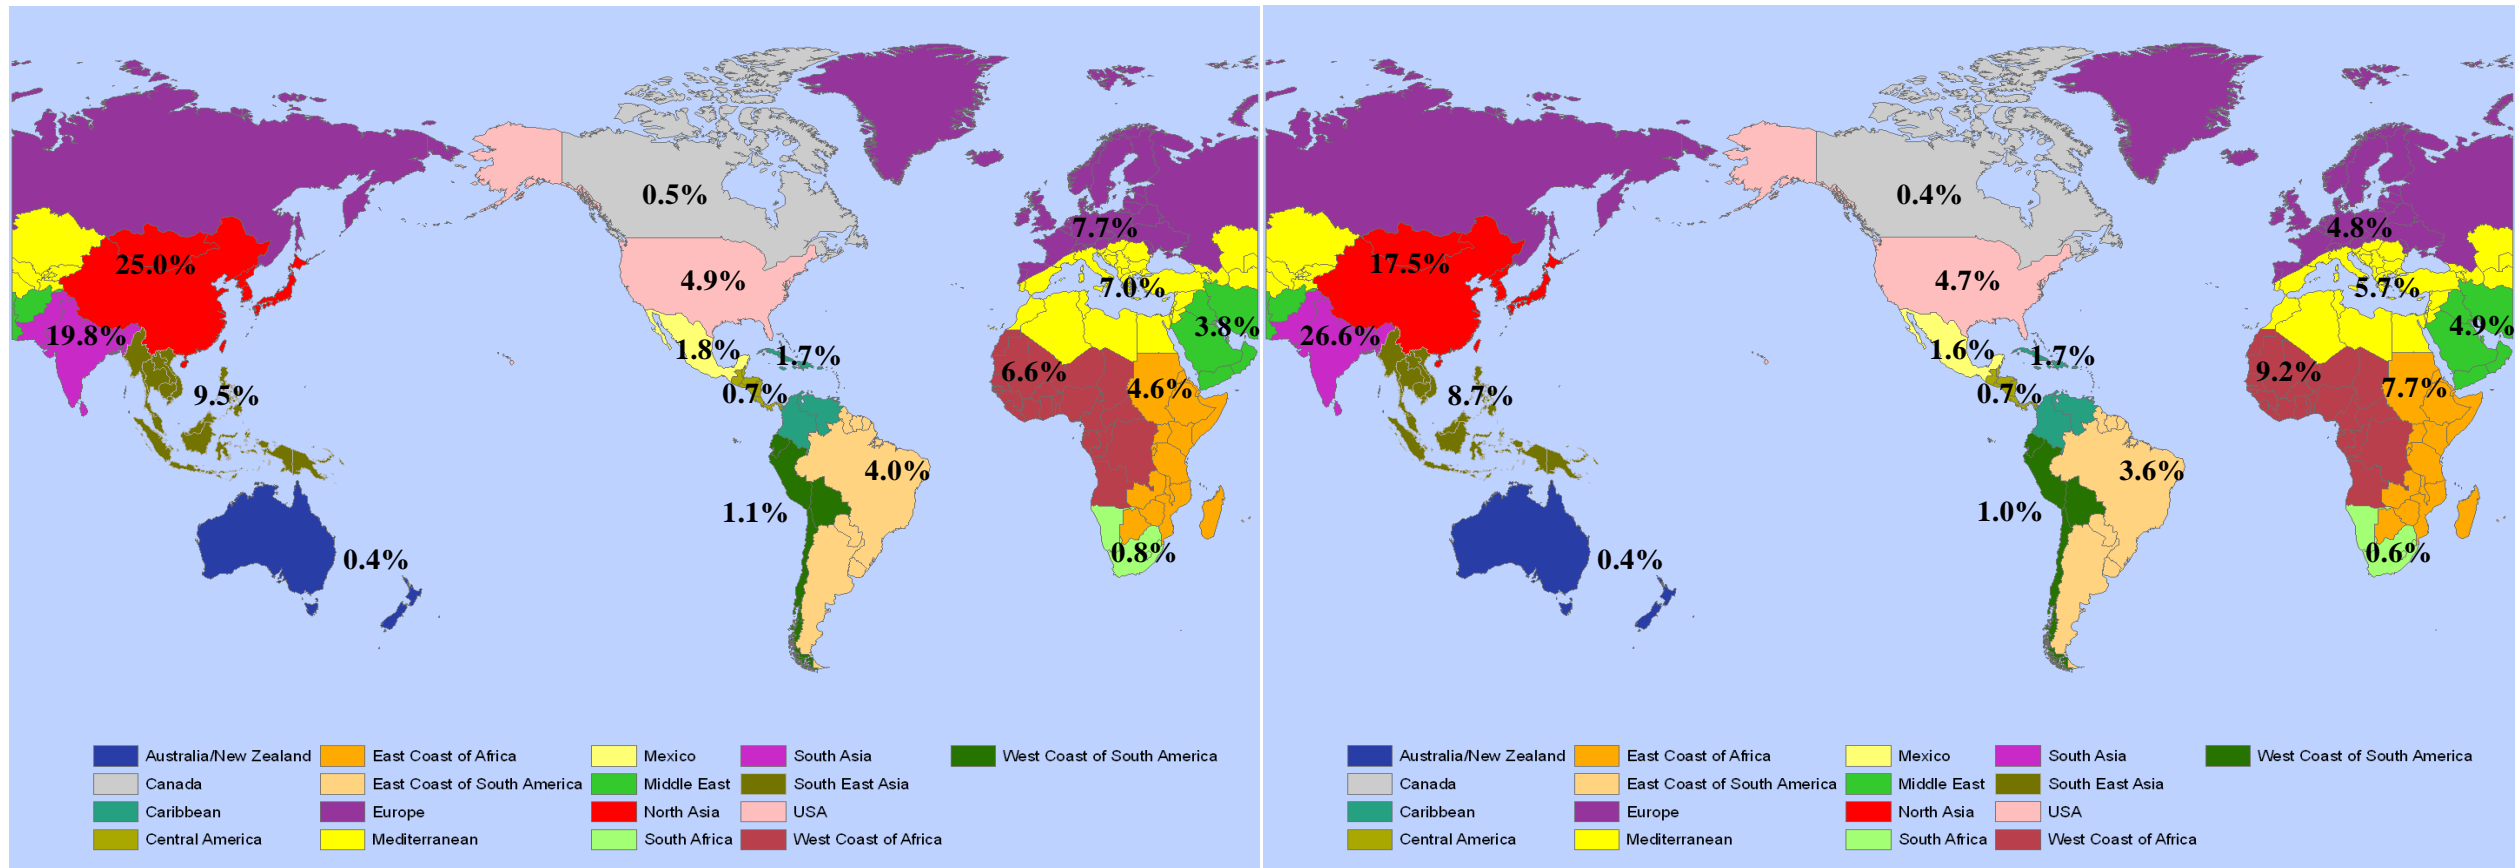 0.5%
7.7%
25.0%
4.9%
7.0%
3.8%
19.8%
1.8%
1.7%
6.6%
4.6%
9.5%
0.7%
4.0%
1.1%
0.4%
0.8%
Australia/New Zealand
East Coast of Africa
Mexico
South Asia
West Coast of South America
Canada
East Coast of South America
Middle East
South East Asia
Caribbean
Europe
North Asia
USA
Central America
Mediterranean
South Africa
West Coast of Africa
0.4%
4.8%
17.5%
4.7%
5.7%
4.9%
26.6%
1.6%
1.7%
9.2%
7.7%
8.7%
0.7%
3.6%
1.0%
0.4%
0.6%
Australia/New Zealand
East Coast of Africa
Mexico
South Asia
West Coast of South America
Canada
East Coast of South America
Middle East
South East Asia
Caribbean
Europe
North Asia
USA
Central America
Mediterranean
South Africa
West Coast of Africa